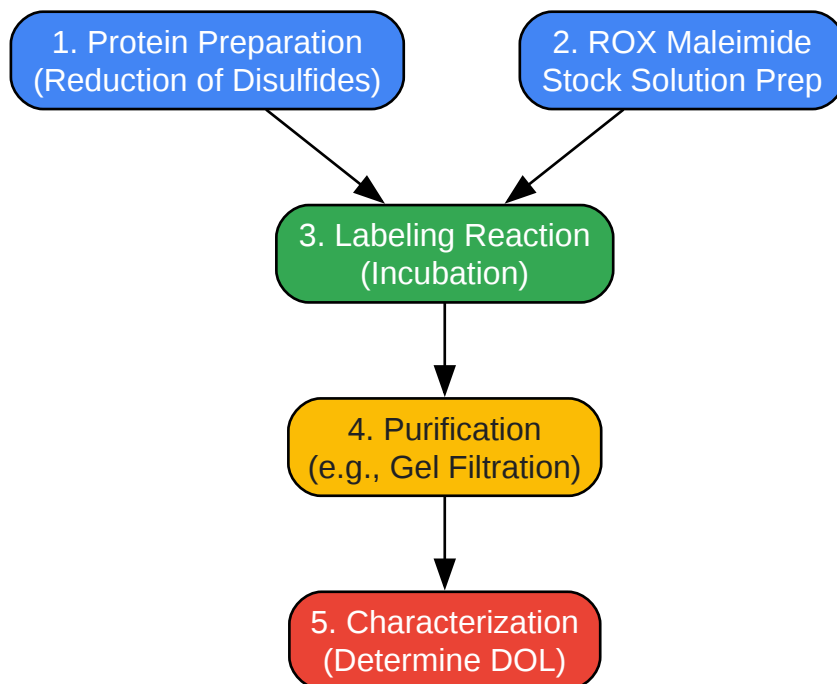 1. Protein Preparation
(Reduction of Disulfides)
2. ROX Maleimide
Stock Solution Prep
3. Labeling Reaction
(Incubation)
4. Purification
(e.g., Gel Filtration)
5. Characterization
(Determine DOL)